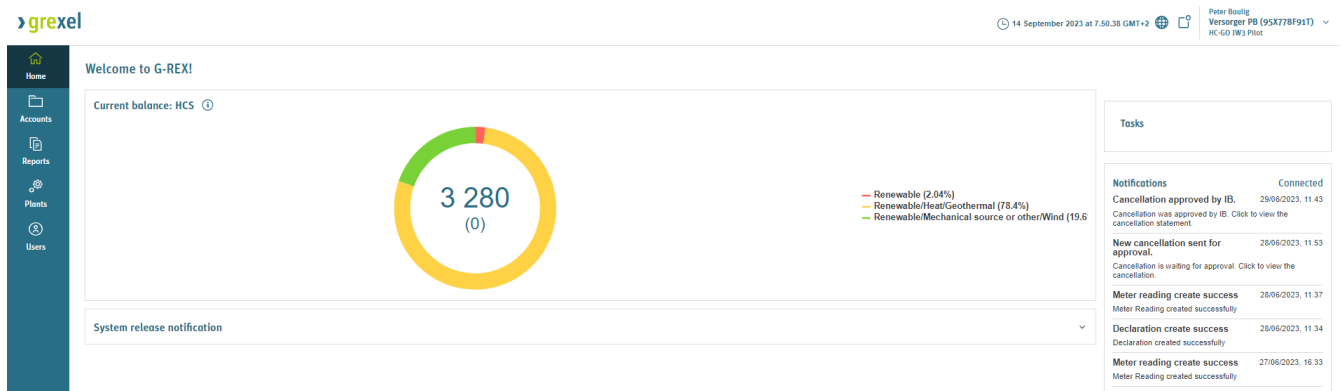 grexel
14 September 2023 at 7.50.38 GMT+2
Peter Baulig
Versorger PB (95X778F91T)
HC-GO IW3 Pilot
Home
Accounts
Reports
Plants
Users
Welcome to G-REX!
Current balance: HCS
3 280
(0)
Renewable (2.04%)
Renewable/Heat/Geothermal (78.4%)
Renewable/Mechanical source or other/Wind (19.6
System release notification
Tasks
Notifications Connected
Cancellation approved by IB. 29/06/2023, 11.43
Cancellation was approved by IB. Click to view the
cancellation statement.
New cancellation sent for 28/06/2023, 11.53
approval.
Cancellation is waiting for approval. Click to view the
cancellation.
Meter reading create success 28/06/2023, 11.37
Meter Reading created successfully
Declaration create success 28/06/2023, 11.34
Declaration created successfully
Meter reading create success 27/06/2023, 16.33
Meter Reading created successfully